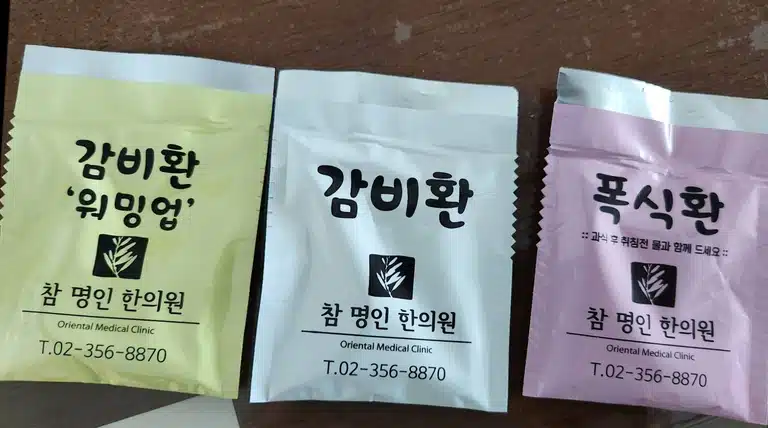 감비환
'워밍업'
참 명인 한의원
Oriental Medical Clinic
T.02-356-8870
감비환
참 명인 한의원
Oriental Medical Clinic
T.02-356-8870
폭식환
:: 과식 후 취침전 물과 함께 드세요 ::
참 명인 한의원
Oriental Medical Clinic
T.02-356-8870